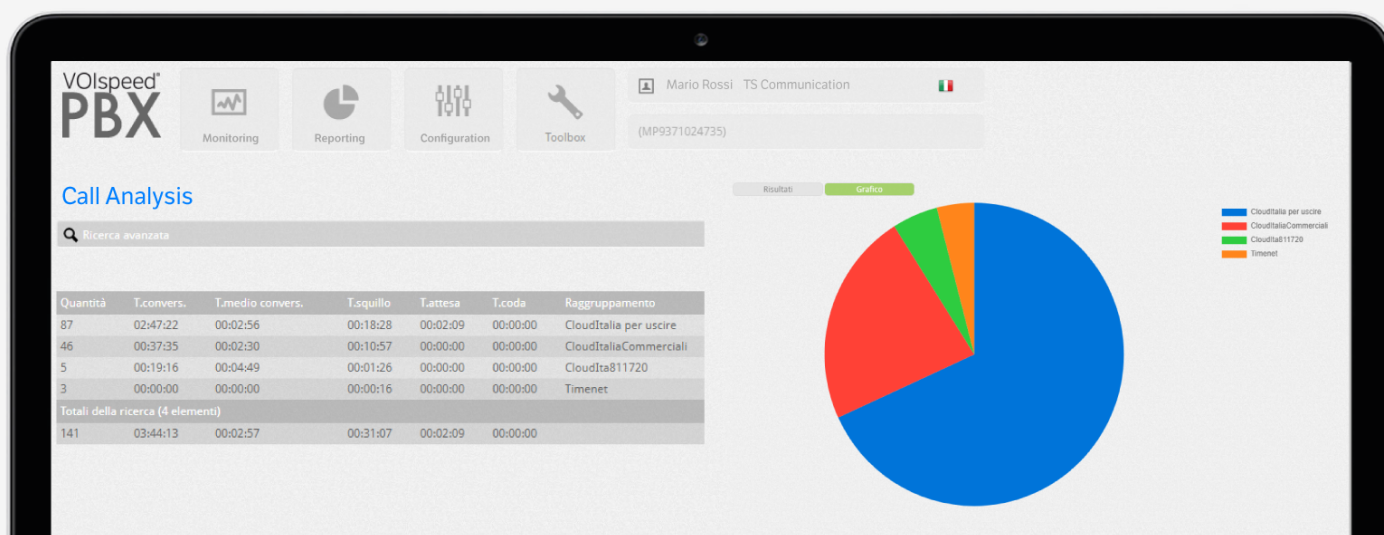 VOIspeed®
PBX
Monitoring
Reporting
Configuration
Toolbox
Mario Rossi TS Communication
(MP9371024735)
Call Analysis
Ricerca avanzata
Quantità T.convers. T.medio convers. T.squillo T.attesa T.coda Raggruppamento
87 02:47:22 00:02:56 00:18:28 00:02:09 00:00:00 CloudItalia per uscire
46 00:37:35 00:02:30 00:10:57 00:00:00 00:00:00 CloudItaliaCommerciali
5 00:19:16 00:04:49 00:01:26 00:00:00 00:00:00 CloudIta811720
3 00:00:00 00:00:00 00:00:16 00:00:00 00:00:00 Timenet
Totali della ricerca (4 elementi)
141 03:44:13 00:02:57 00:31:07 00:02:09 00:00:00
Risultati
Grafico
CloudItalia per uscire
CloudItaliaCommerciali
CloudIta811720
Timenet